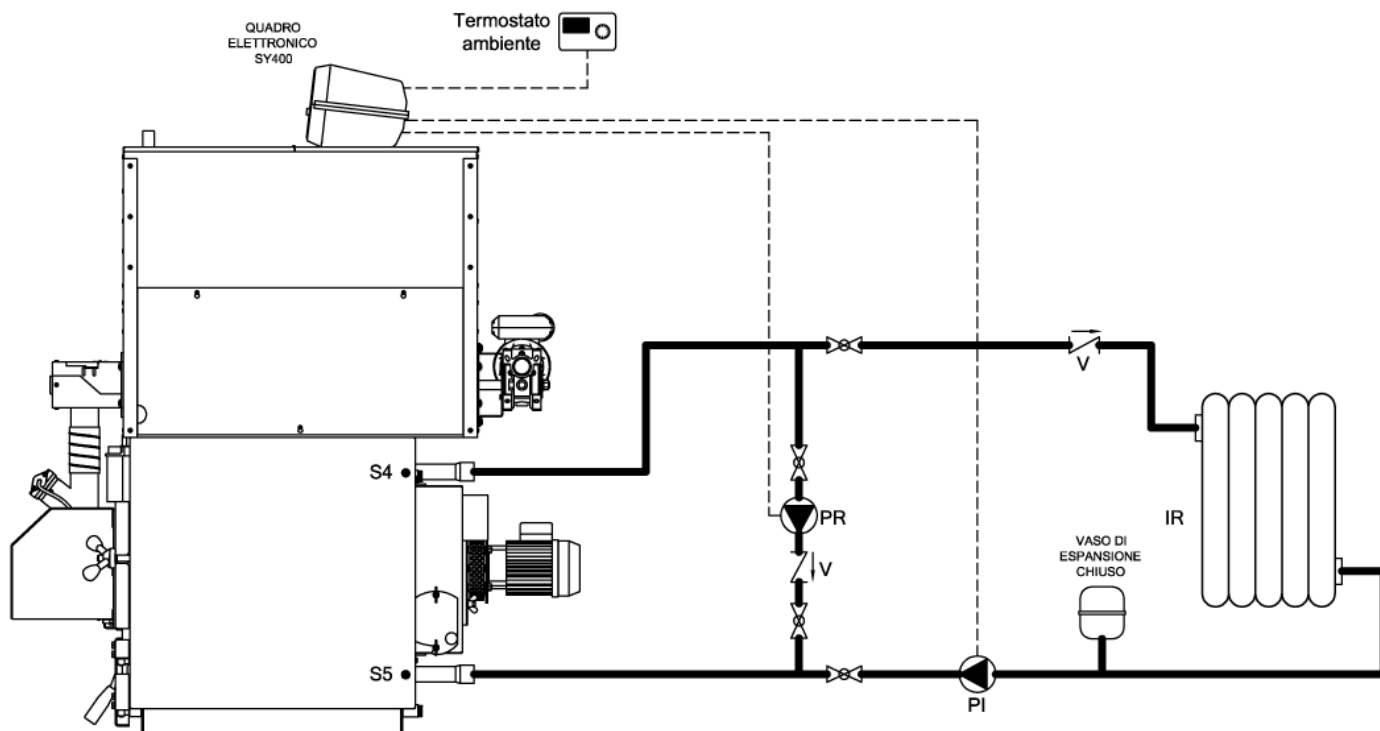 QUADRO
ELETTRONICO
SY400
Termostato
ambiente
V
S4
PR
IR
V
VASO DI
ESPANSIONE
CHIUSO
S5
PI